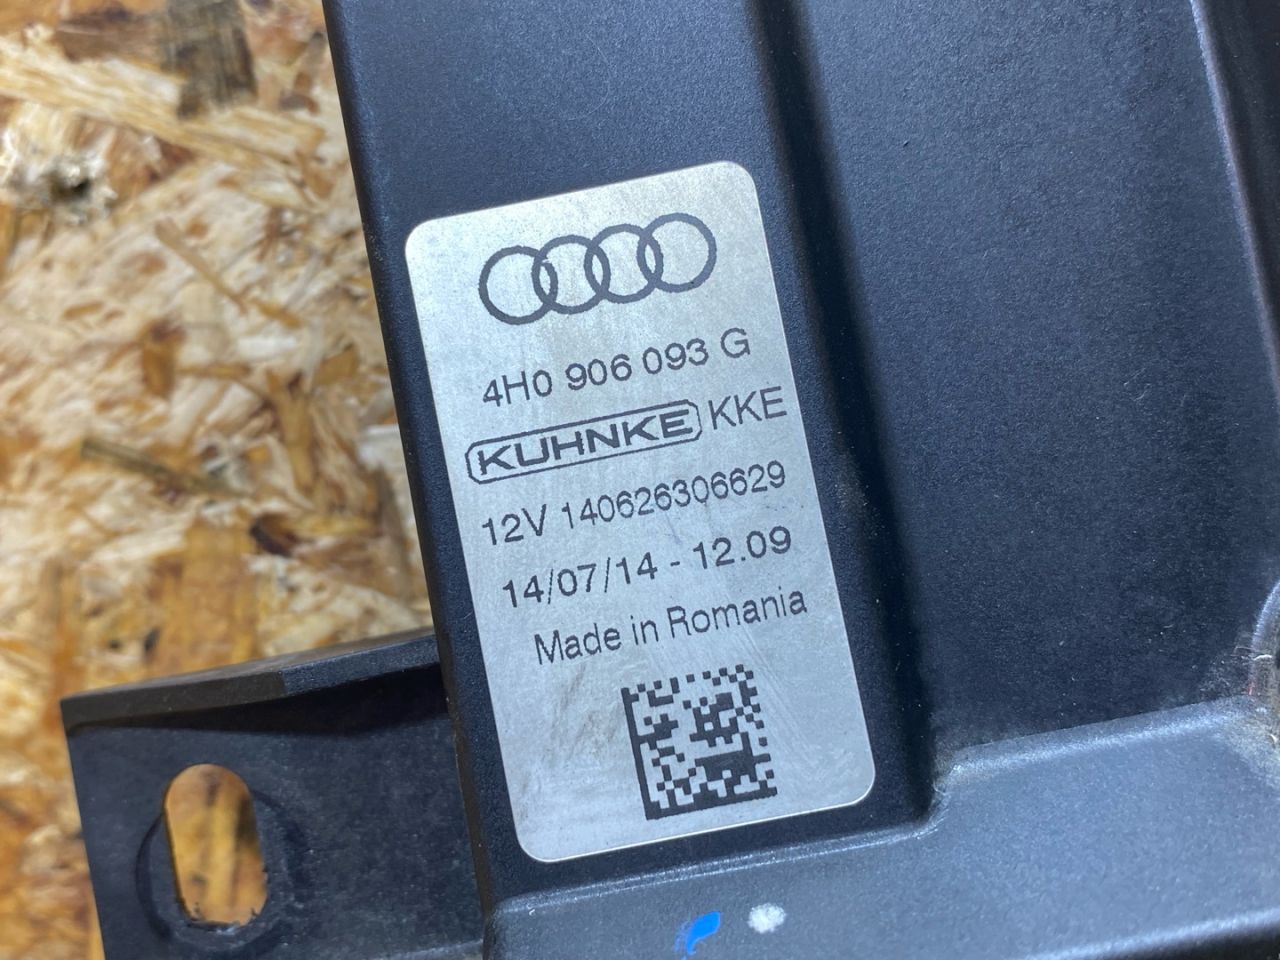 4H0 906 093 G
KUHNKE KKE
12V 140626306629
14/07/14 - 12.09
Made in Romania